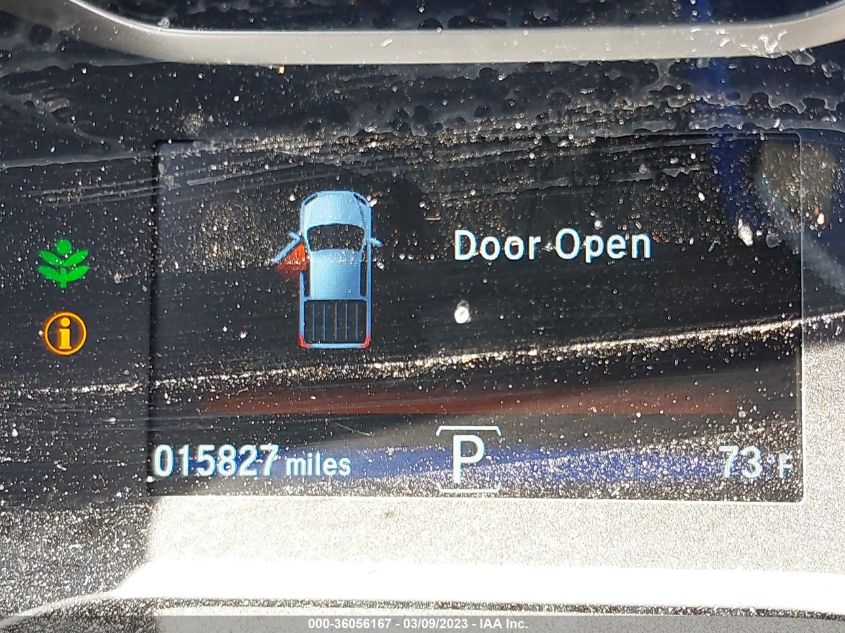 Door Open
015827 miles P 73°F
000-36056167 - 03/09/2023 - IAA Inc.